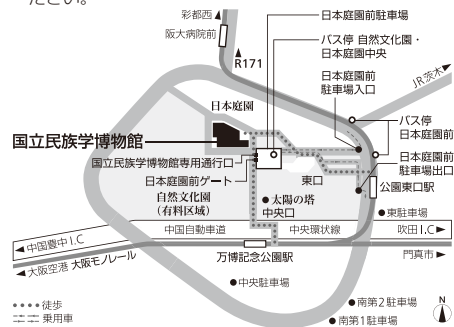 ださい。
彩都西
阪大病院前
R171
日本庭園前駐車場
バス停 自然文化園・
日本庭園中央
日本庭園前
駐車場入口
JR茨木
日本庭園
バス停
日本庭園前
国立民族学博物館
国立民族学博物館専用通行口
日本庭園前ゲート
自然文化園
(有料区域)
東口
日本庭園前
駐車場出口
公園東口駅
太陽の塔
中央口
東駐車場
中国豊中I.C
中国自動車道
中央環状線
吹田I.C
大阪空港 大阪モノレール
万博記念公園駅
門真市
中央駐車場
徒歩
乗用車
南第2駐車場
南第1駐車場
N